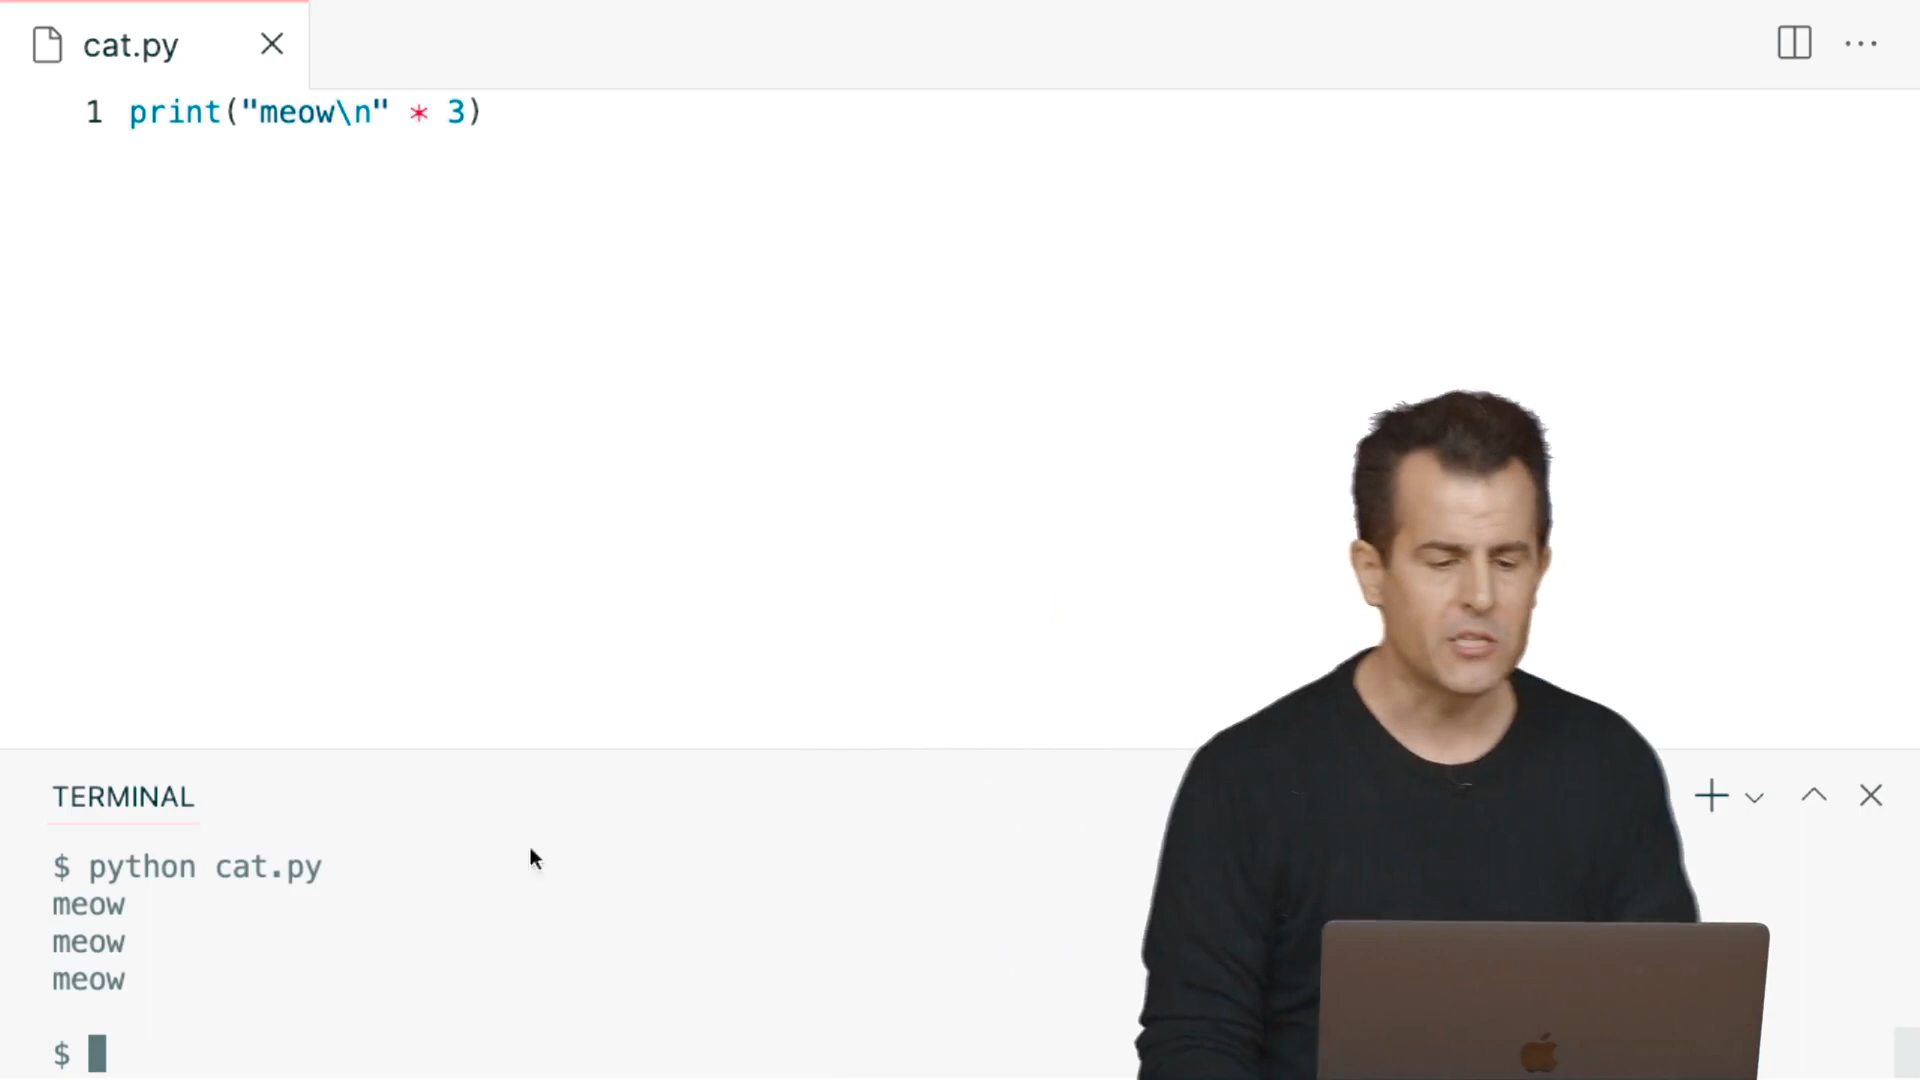 cat.py
1 print("meow\n" * 3)
TERMINAL
$ python cat.py
meow
meow
meow
$